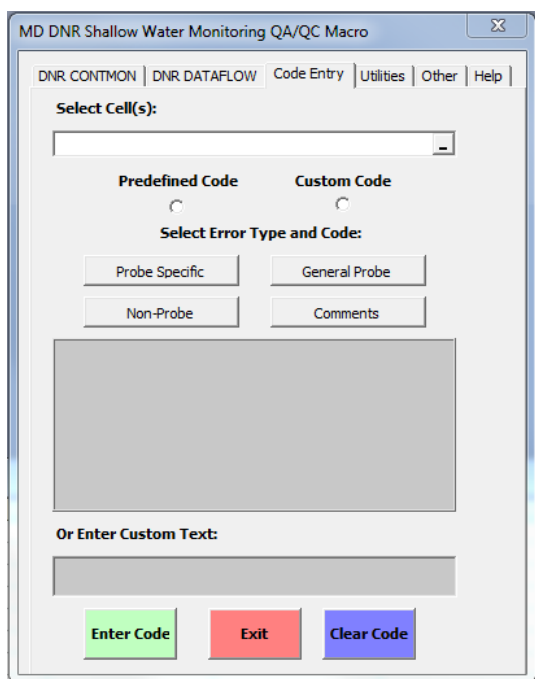 MD DNR Shallow Water Monitoring QA/QC Macro
DNR CONTMON DNR DATAFLOW Code Entry Utilities Other Help
Select Cell(s):
Predefined Code Custom Code
Select Error Type and Code:
Probe Specific General Probe
Non-Probe Comments
Or Enter Custom Text:
Enter Code Exit Clear Code